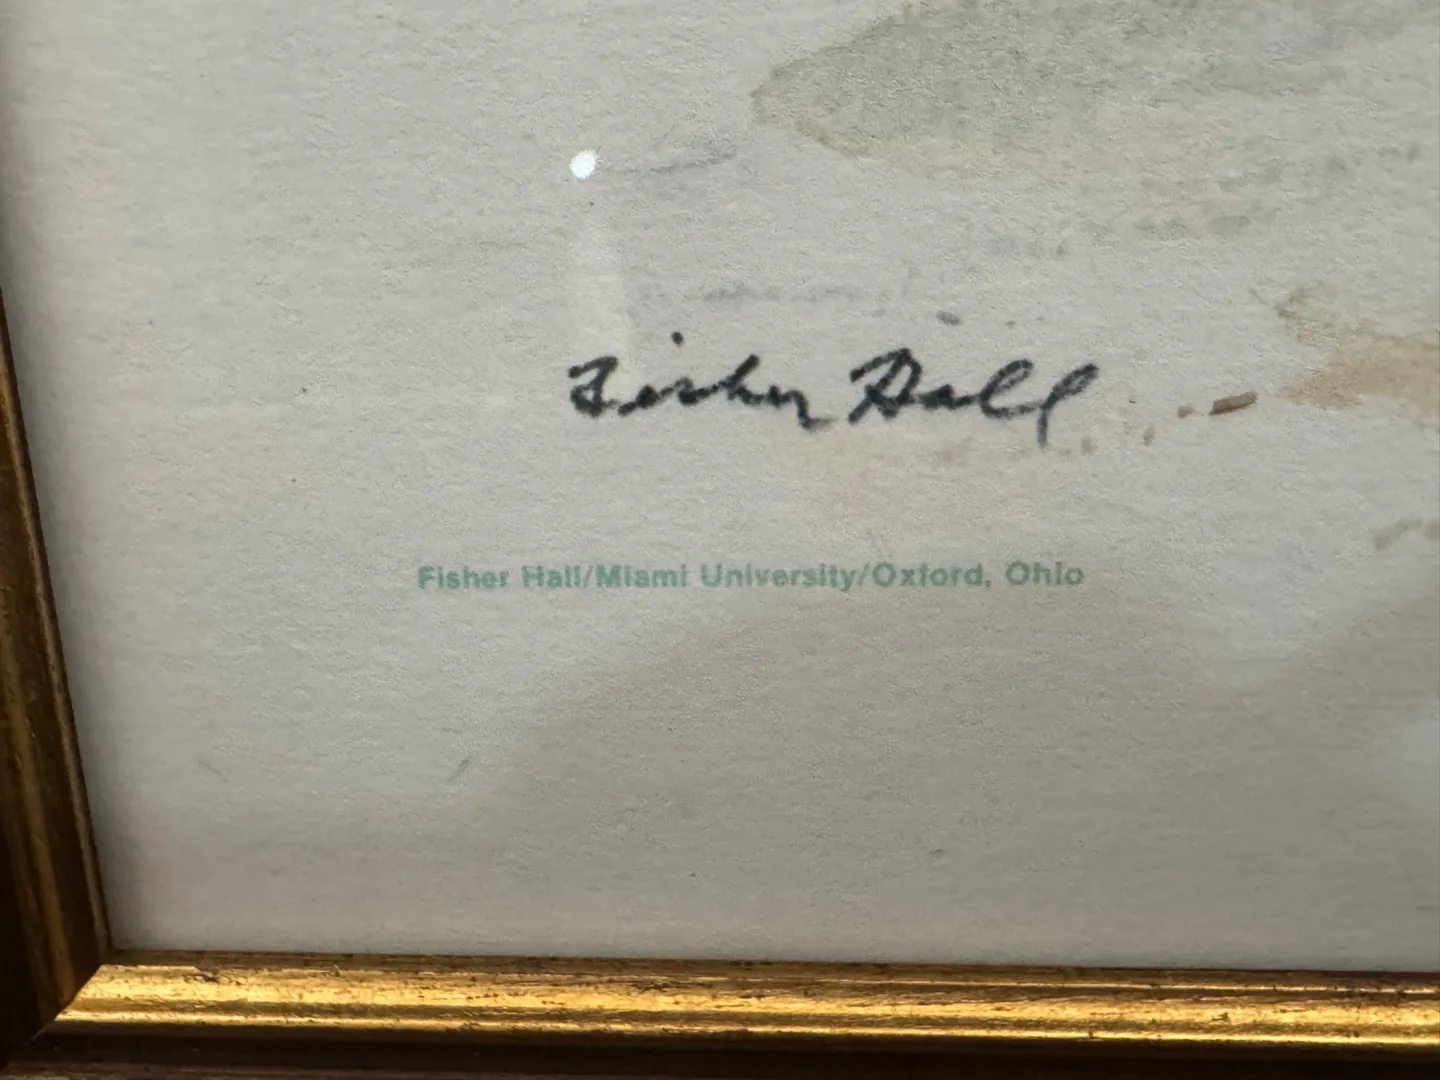 Fisher Hall
Fisher Hall/Miami University/Oxford, Ohio